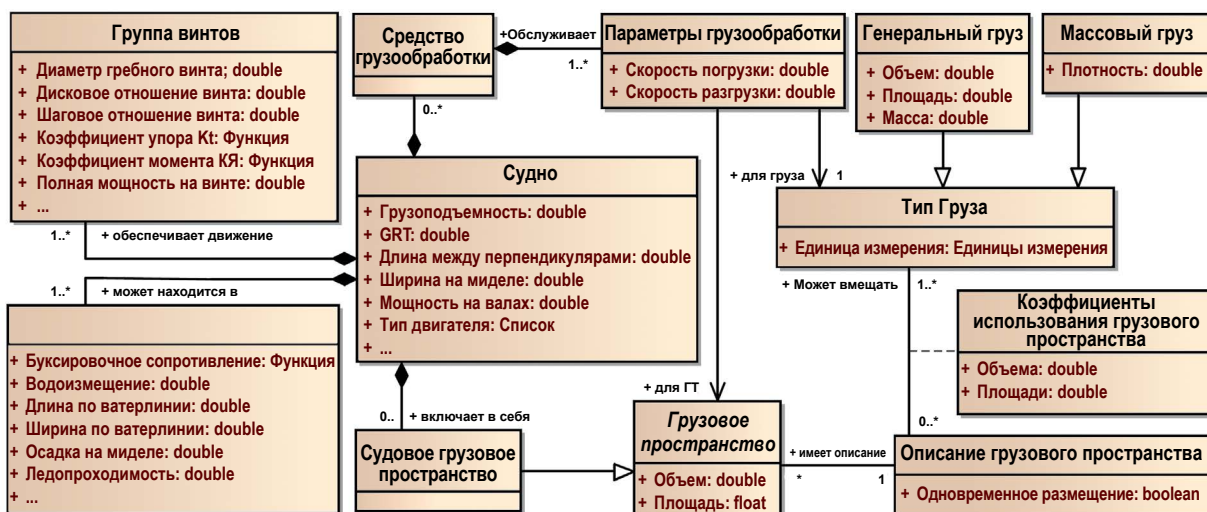 Группа винтов
+ Диаметр гребного винта; double
+ Дисковое отношение винта: double
+ Шаговое отношение винта: double
+ Коэффициент упора Kt: Функция
+ Коэффициент момента КЯ: Функция
+ Полная мощность на винте: double
+ ...
Средство
грузообработки
+Обслуживает
1..*
Параметры грузообработки
+ Скорость погрузки: double
+ Скорость разгрузки: double
Генеральный груз
+ Объем: double
+ Площадь: double
+ Масса: double
Массовый груз
+ Плотность: double
0..*
Судно
+ Грузоподъемность: double
+ GRT: double
+ Длина между перпендикулярами: double
+ Ширина на миделе: double
+ Мощность на валах: double
+ Тип двигателя: Список
+ ...
+ для груза
1
Тип Груза
+ Единица измерения: Единицы измерения
1..*
+ обеспечивает движение
1..*
+ может находится в
+ Буксировочное сопротивление: Функция
+ Водоизмещение: double
+ Длина по ватерлинии: double
+ Ширина по ватерлинии: double
+ Осадка на миделе: double
+ Ледопроходимость: double
+ ...
+ Может вмещать
1..*
Коэффициенты
использования грузового
пространства
+ Объема: double
+ Площади: double
0..*
+ для ГТ
0..
+ включает в себя
Судовое грузовое
пространство
Грузовое
пространство
+ Объем: double
+ Площадь: float
+ имеет описание
*
1
Описание грузового пространства
+ Одновременное размещение: boolean